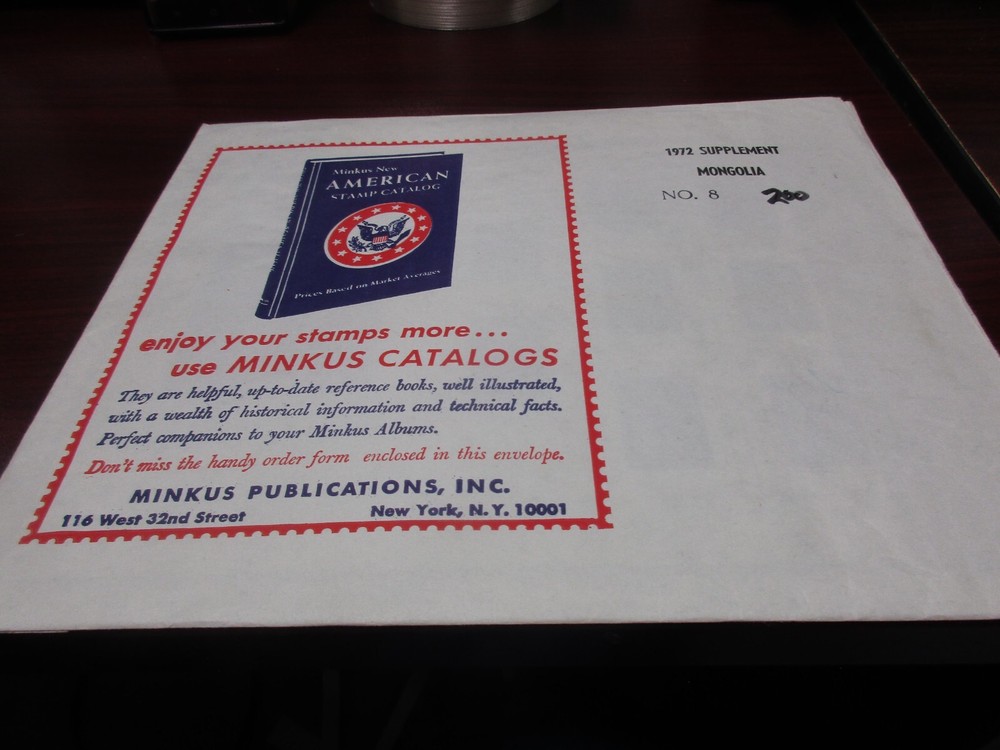 Minkus New
AMERICAN
STAMP CATALOG
Prices Based on Market Averages
enjoy your stamps more...
use MINKUS CATALOGS
They are helpful, up-to-date reference books, well illustrated,
with a wealth of historical information and technical facts.
Perfect companions to your Minkus Albums.
Don't miss the handy order form enclosed in this envelope.
MINKUS PUBLICATIONS, INC.
116 West 32nd Street New York, N.Y. 10001
1972 SUPPLEMENT
MONGOLIA
NO. 8 200